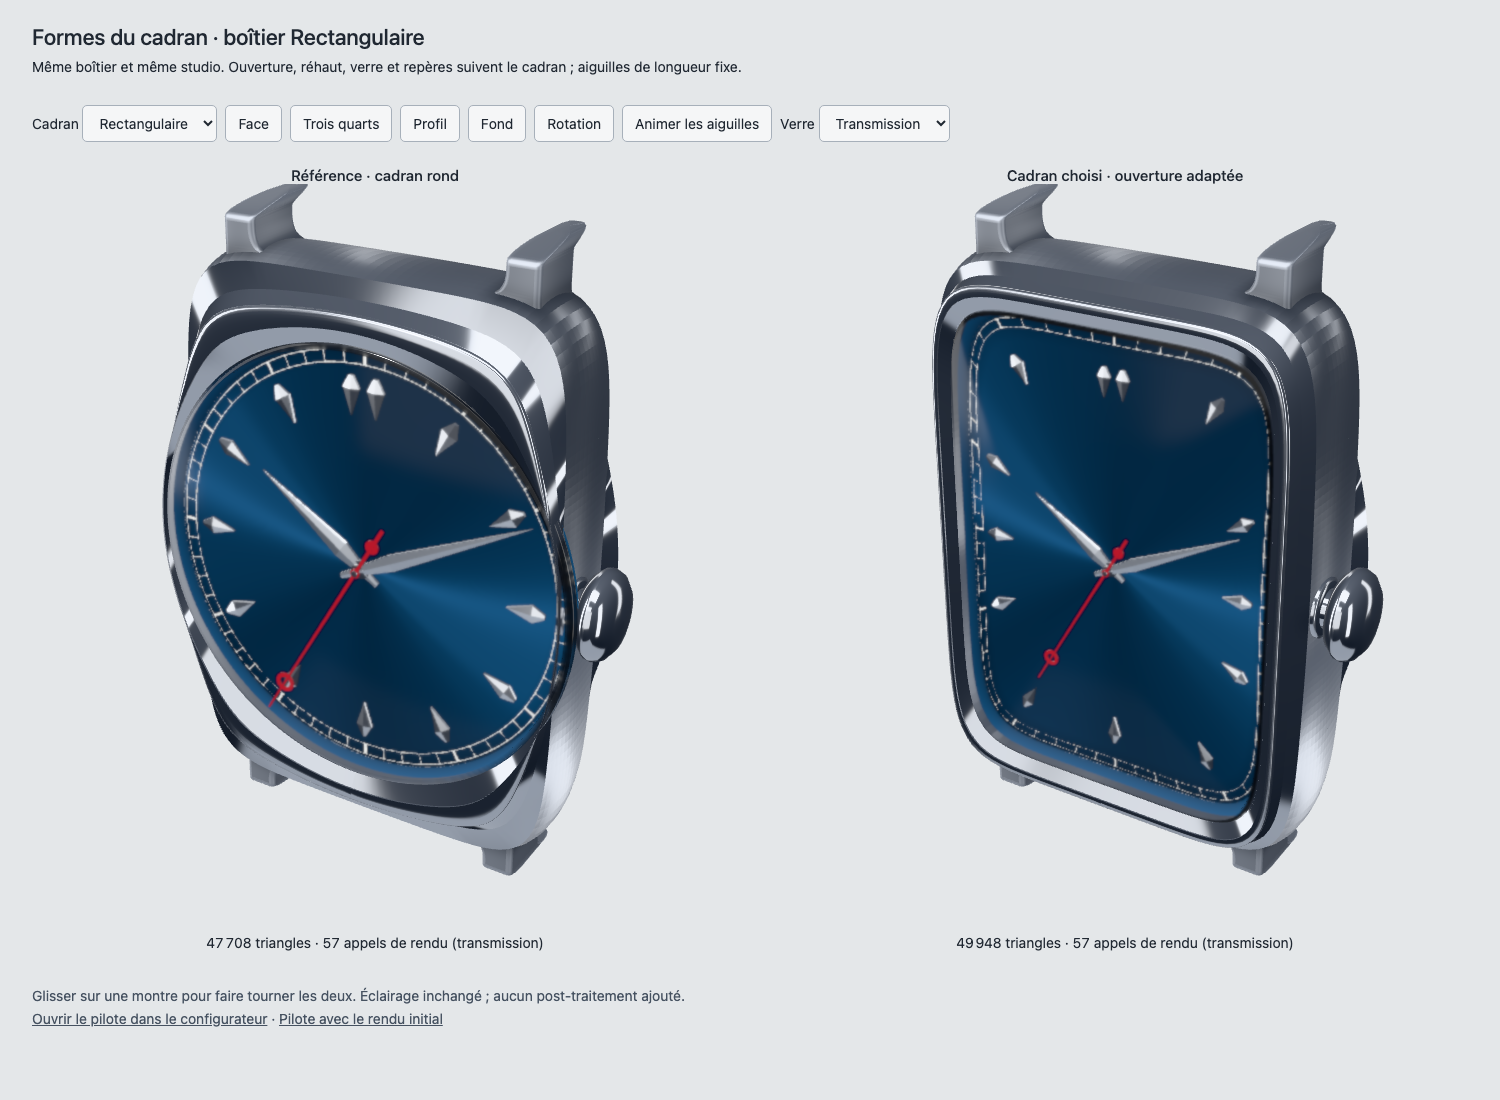 Formes du cadran · boîtier Rectangulaire
Même boîtier et même studio. Ouverture, réhaut, verre et repères suivent le cadran ; aiguilles de longueur fixe.
Cadran Rectangulaire Face Trois quarts Profil Fond Rotation Animer les aiguilles Verre Transmission
Référence · cadran rond
Cadran choisi · ouverture adaptée
47 708 triangles · 57 appels de rendu (transmission)
49 948 triangles · 57 appels de rendu (transmission)
Glisser sur une montre pour faire tourner les deux. Éclairage inchangé ; aucun post-traitement ajouté.
Ouvrir le pilote dans le configurateur · Pilote avec le rendu initial